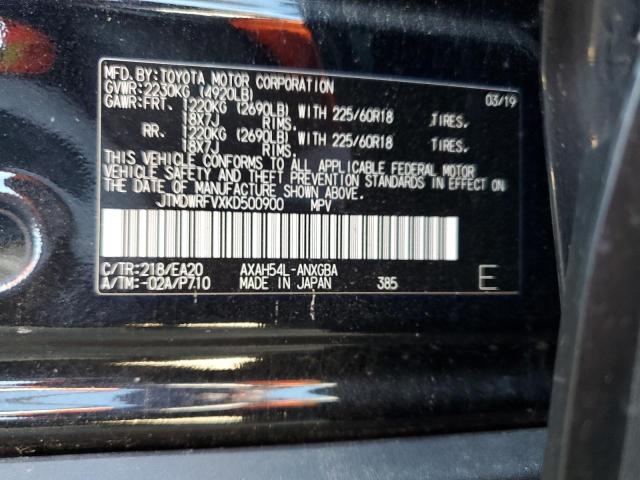 MFD. BY: TOYOTA MOTOR CORPORATION 03/19
GVWR: 2230KG (4920LB)
GAWR: FRT. 1220KG (2690LB) WITH 225/60R18 TIRES.
18X7J RIMS.
RR. 1220KG (2690LB) WITH 225/60R18 TIRES.
18X7J RIMS.
THIS VEHICLE CONFORMS TO ALL APPLICABLE FEDERAL MOTOR
VEHICLE SAFETY AND THEFT PREVENTION STANDARDS IN EFFECT ON
THE DATE OF MANUFACTURE SHOWN ABOVE.
JTMDWRFVXKD500900 MPV
C/TR: 218/EA20 AXAH54L-ANXGBA
A/TM: -02A/P710 MADE IN JAPAN 385 E